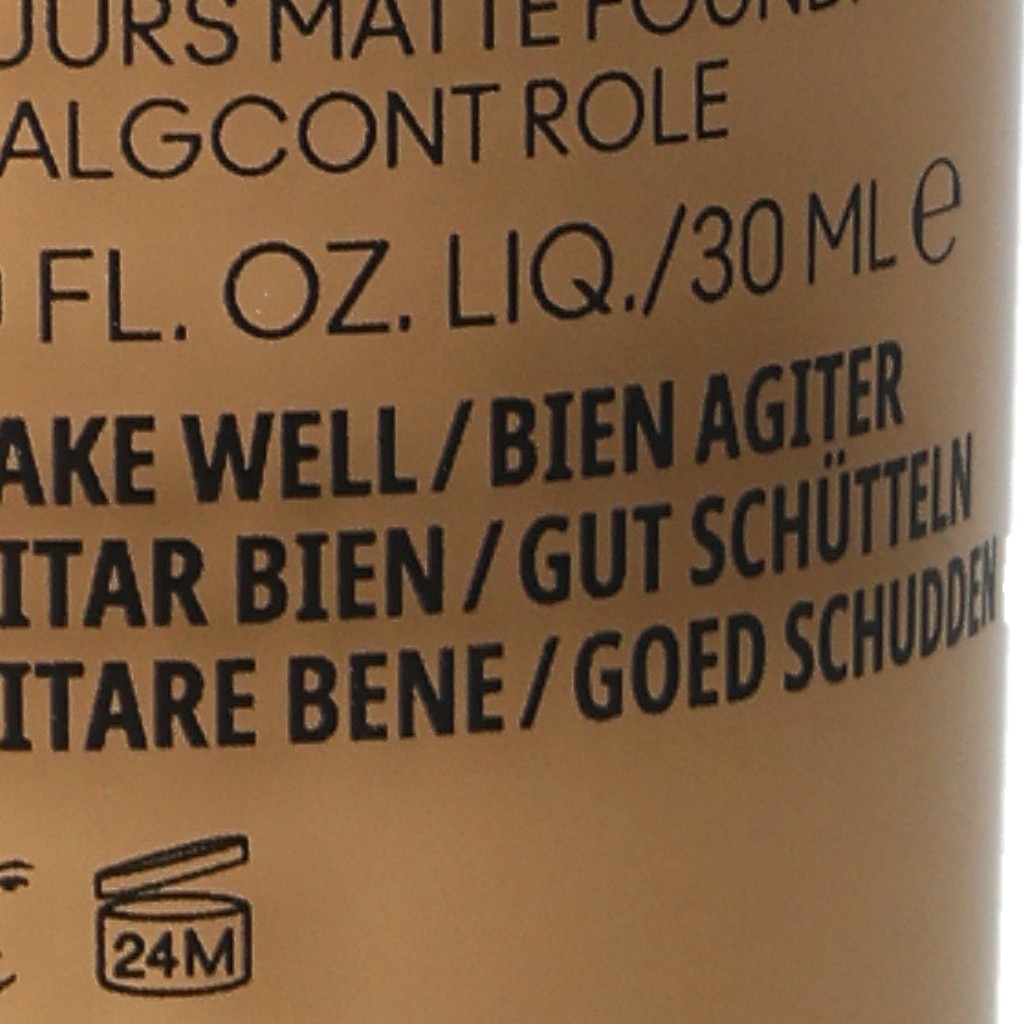 OURS MATTE FOUND
ALGCONT ROLE
FL. OZ. LIQ./30 ML e
AKE WELL/BIEN AGITER
ITAR BIEN/GUT SCHÜTTELN
ITARE BENE/GOED SCHUDDEN
24M